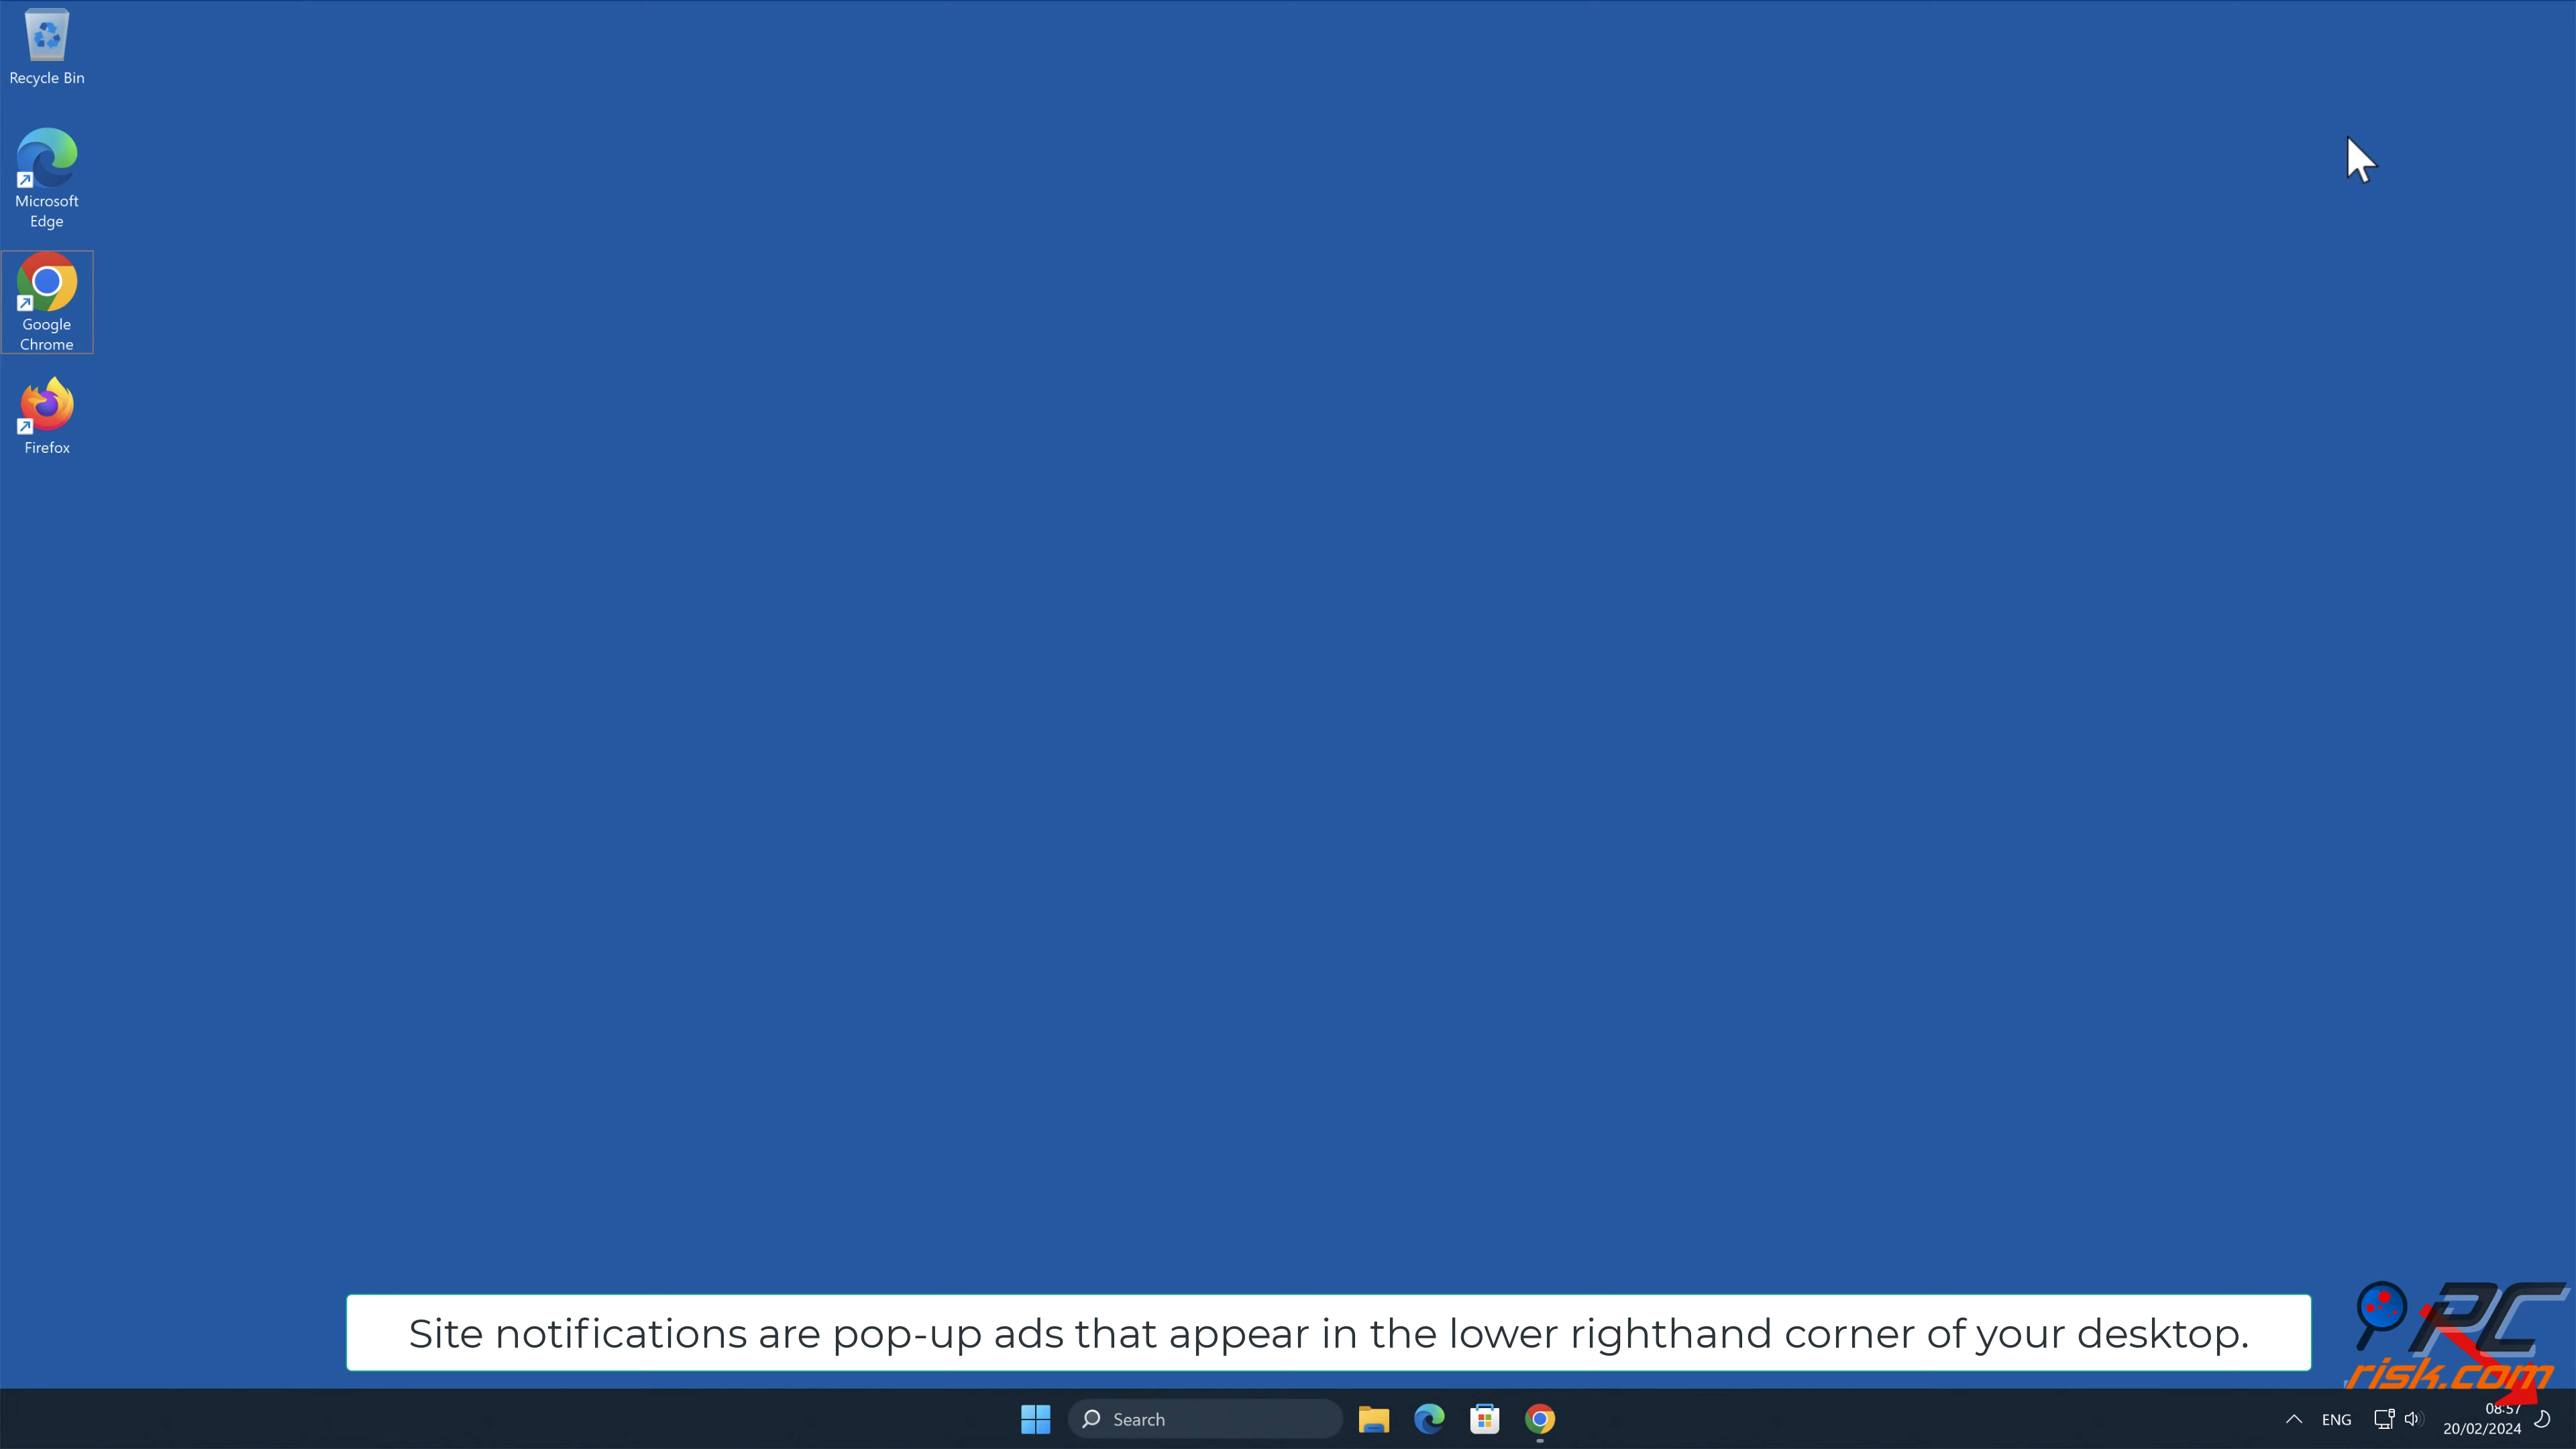 Recycle Bin
Microsoft
Edge
Google
Chrome
Firefox
Site notifications are pop-up ads that appear in the lower righthand corner of your desktop.
PC
risk.com
Search
ENG
08:57
20/02/2024